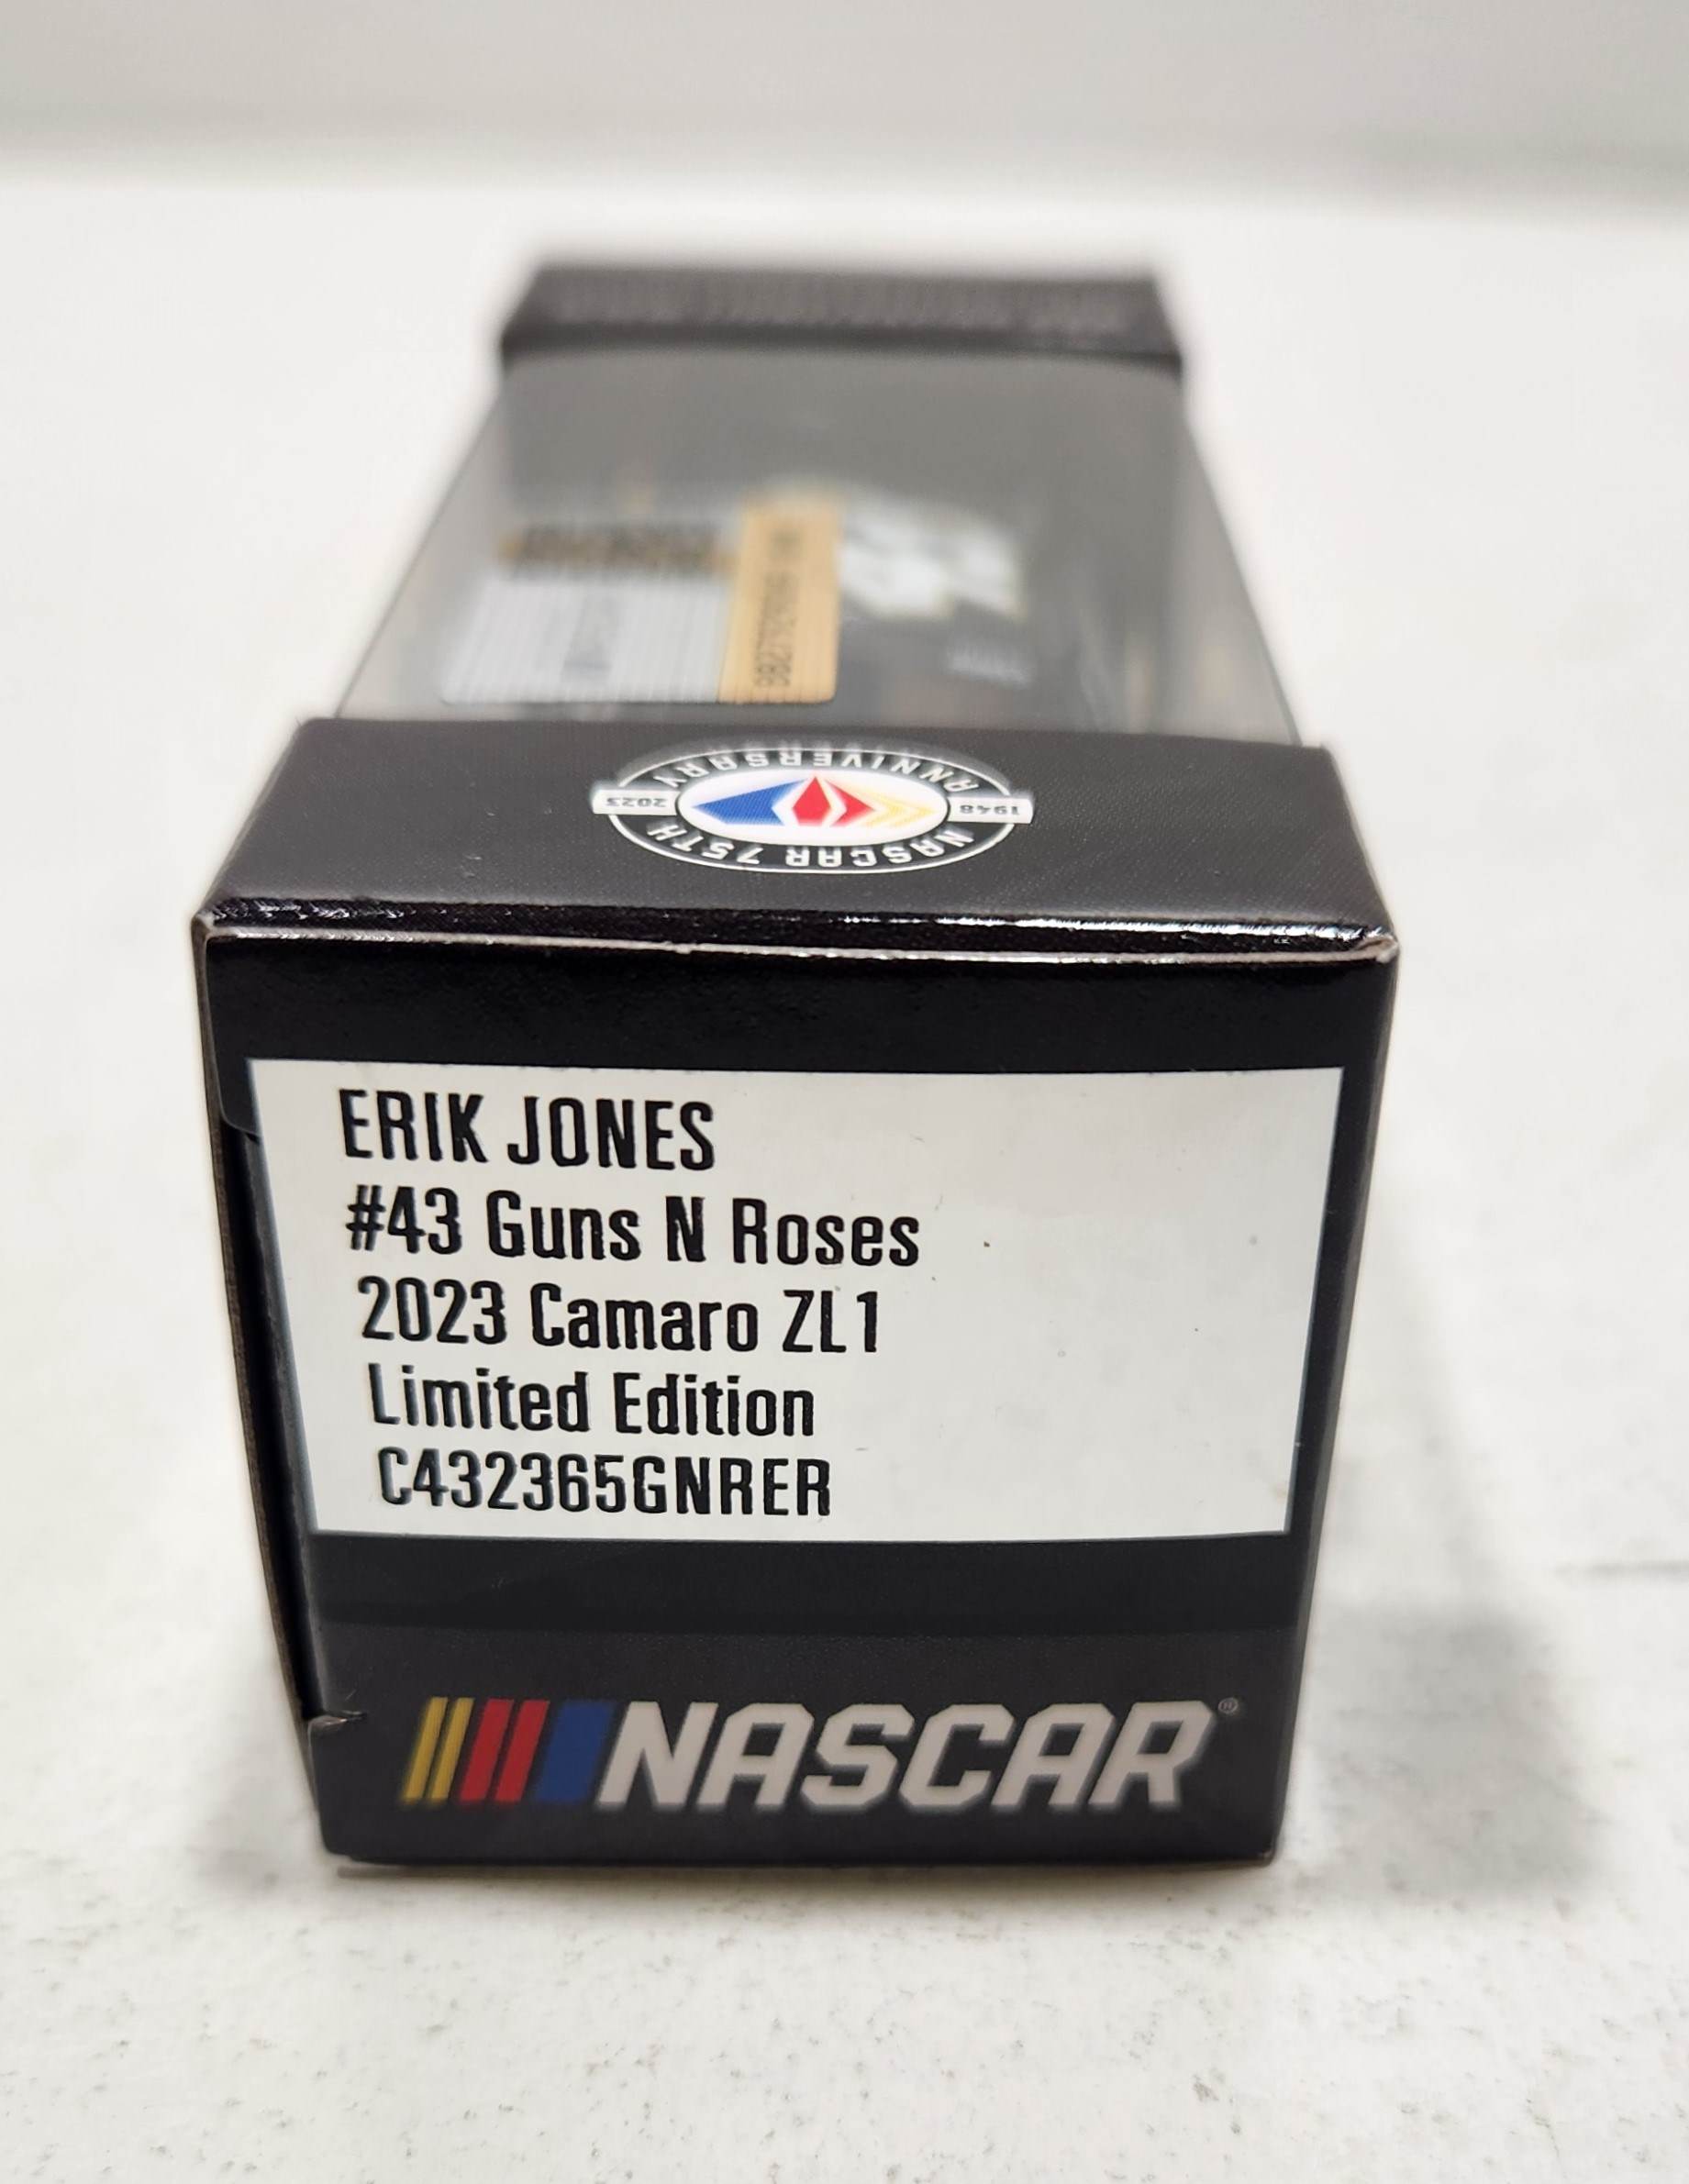 NASCAR 75TH ANNIVERSARY
1948 2023
ERIK JONES
#43 Guns N Roses
2023 Camaro ZL1
Limited Edition
C432365GNRER
NASCAR®